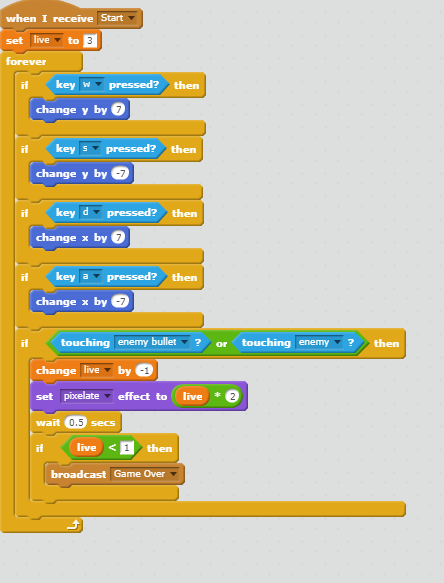 when I receive Start
set live to 3
forever
if key w pressed? then
change y by 7
if key s pressed? then
change y by -7
if key d pressed? then
change x by 7
if key a pressed? then
change x by -7
if touching enemy bullet ? or touching enemy ? then
change live by -1
set pixelate effect to live * 2
wait 0.5 secs
if live < 1 then
broadcast Game Over